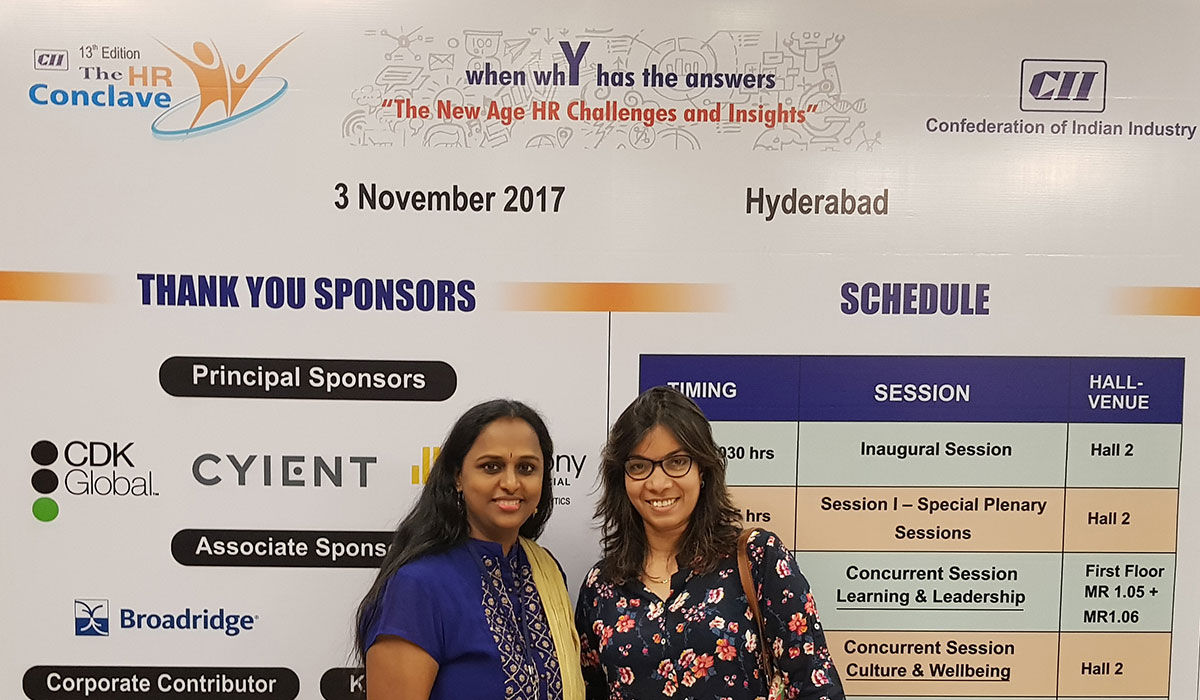 CII
13th Edition
The HR
Conclave
when whY has the answers
"The New Age HR Challenges and Insights"
CII
Confederation of Indian Industry
3 November 2017
Hyderabad
THANK YOU SPONSORS
Principal Sponsors
CDK
Global
CYIENT
Associate
Broadridge
Corporate Contributor
SCHEDULE
TIMING SESSION HALL-
VENUE
Inaugural Session Hall 2
hrs
Session I – Special Plenary
Sessions
hrs Hall 2
Concurrent Session
Learning & Leadership
First Floor
MR 1.05 +
MR1.06
Concurrent Session
Culture & Wellbeing
Hall 2